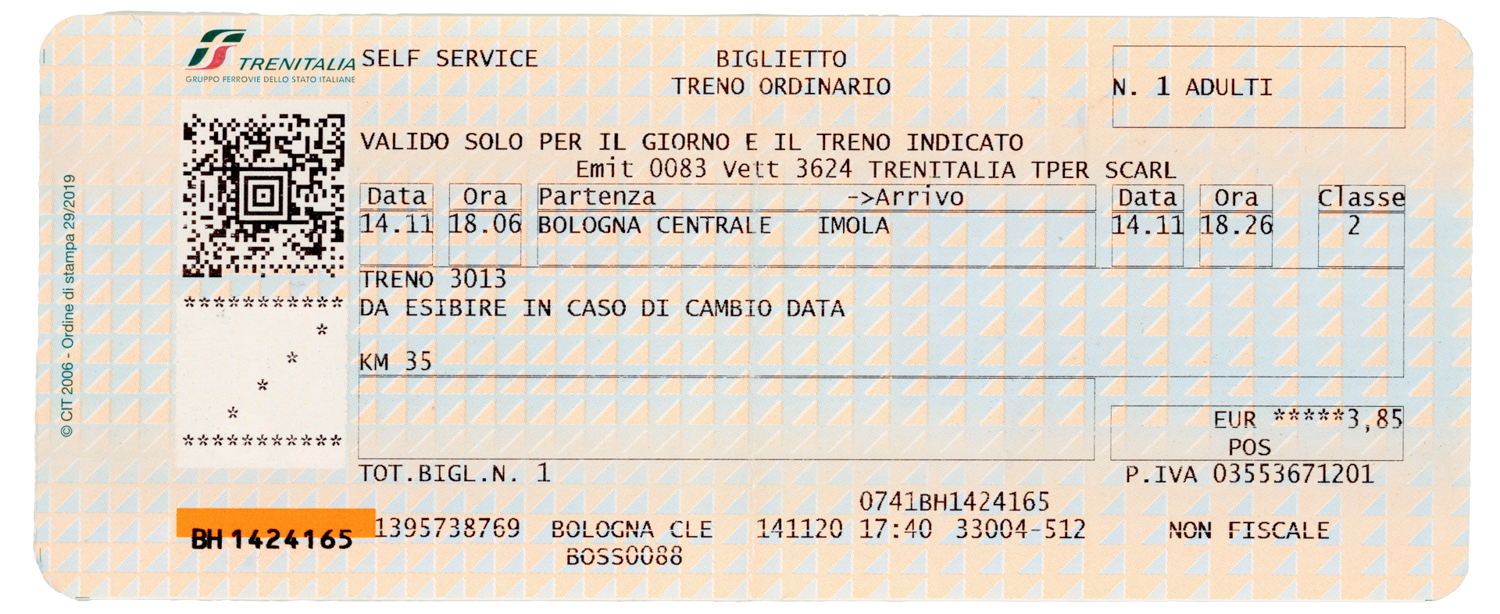 TRENITALIA
GRUPPO FERROVIE DELLO STATO ITALIANE
SELF SERVICE BIGLIETTO
TRENO ORDINARIO
N. 1 ADULTI
VALIDO SOLO PER IL GIORNO E IL TRENO INDICATO
Emit 0083 Vett 3624 TRENITALIA TPER SCARL
Data Ora Partenza ->Arrivo Data Ora Classe
14.11 18.06 BOLOGNA CENTRALE IMOLA 14.11 18.26 2
TRENO 3013
DA ESIBIRE IN CASO DI CAMBIO DATA
KM 35
***********
*
*
*
*
***********
EUR *****3,85
POS
TOT.BIGL.N. 1 P.IVA 03553671201
0741BH1424165
BH 1424165 1395738769 BOLOGNA CLE 141120 17:40 33004-512 NON FISCALE
BOSS0088
© CIT 2006 - Ordine di stampa 29/2019